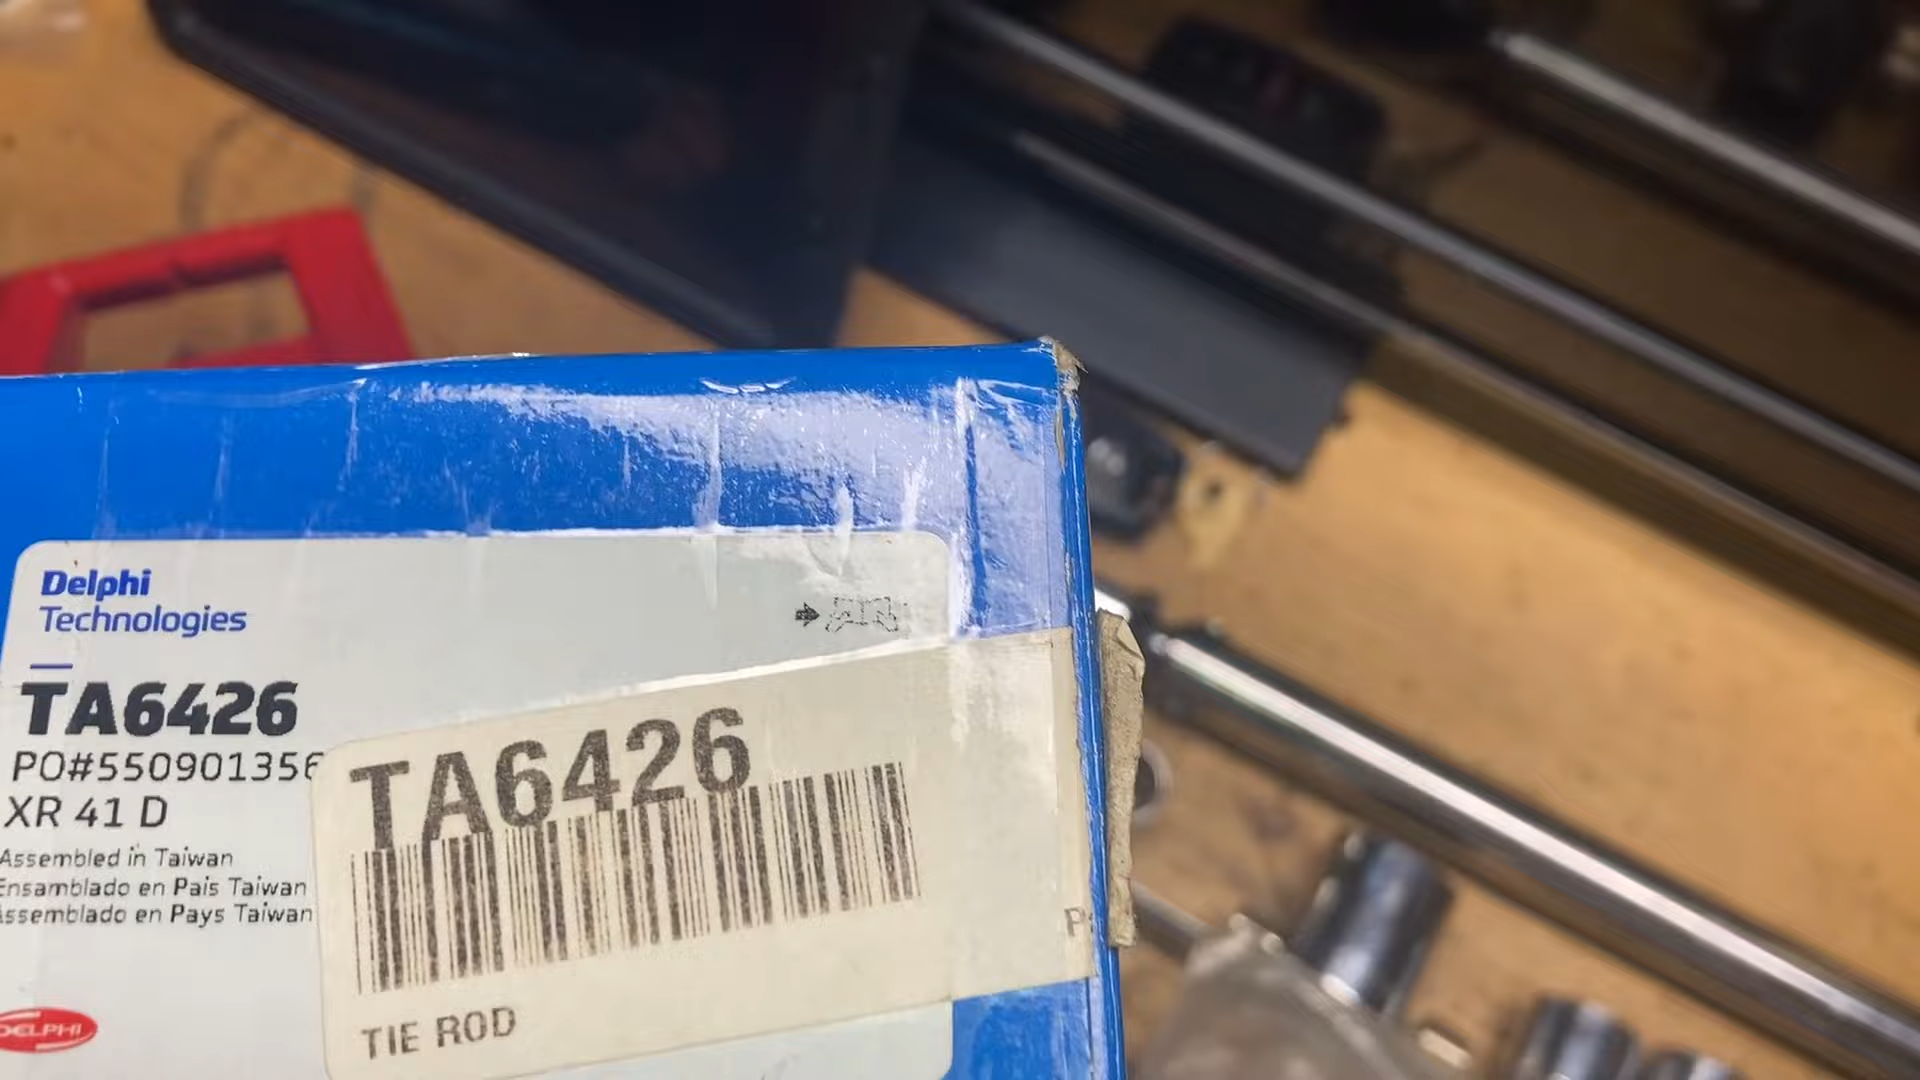 Delphi
Technologies
TA6426
PO#550901356
XR 41 D
Assembled in Taiwan
Ensamblado en Pais Taiwan
Assemblado en Pays Taiwan
DELPHI
TA6426
TIE ROD